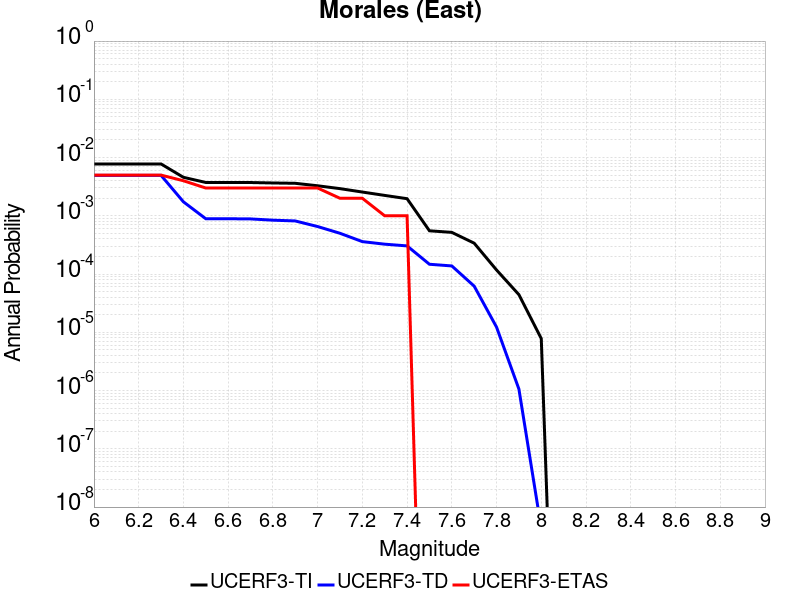 Morales (East)
10^0
10^-1
10^-2
10^-3
10^-4
10^-5
10^-6
10^-7
10^-8
Annual Probability
6 6.2 6.4 6.6 6.8 7 7.2 7.4 7.6 7.8 8 8.2 8.4 8.6 8.8 9
Magnitude
UCERF3-TI UCERF3-TD UCERF3-ETAS